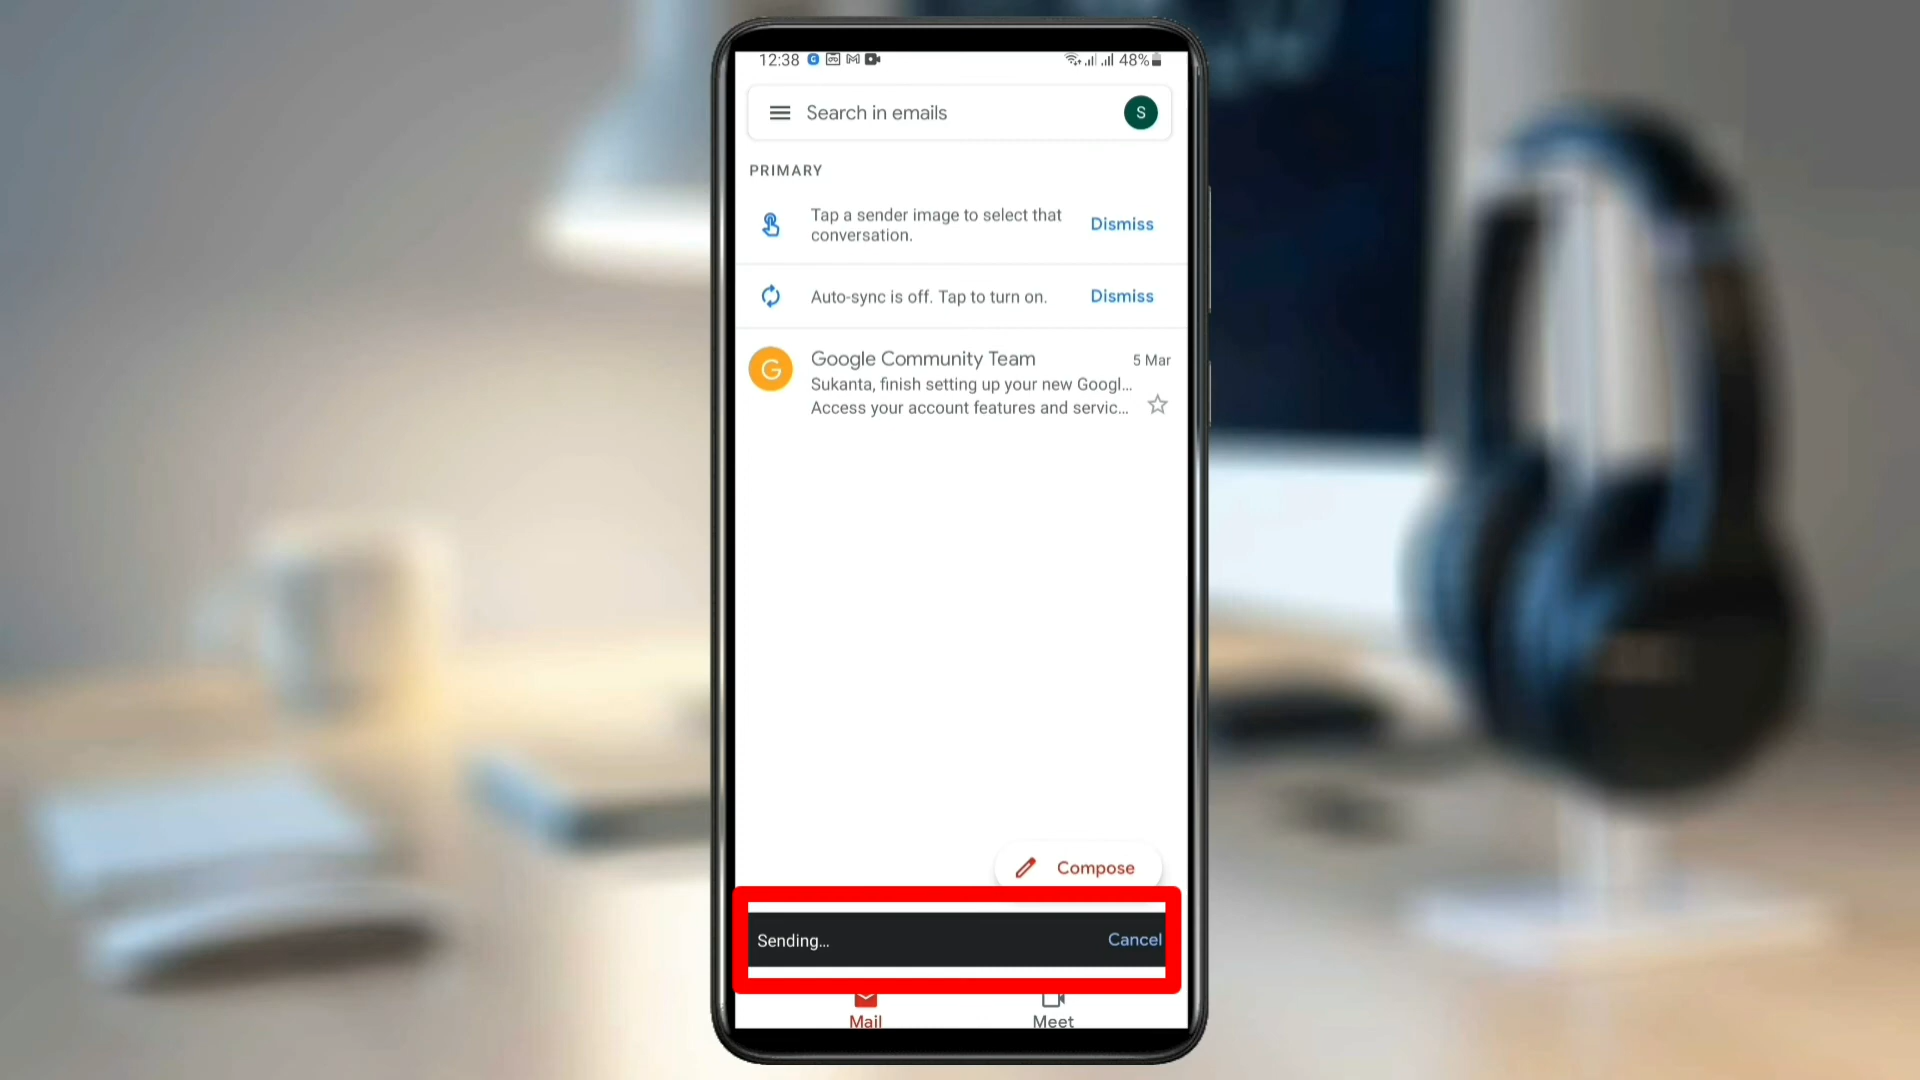 12:38 48%
Search in emails S
PRIMARY
Tap a sender image to select that
conversation.
Dismiss
Auto-sync is off. Tap to turn on. Dismiss
G
Google Community Team 5 Mar
Sukanta, finish setting up your new Googl...
Access your account features and servic...
Compose
Sending... Cancel
Mail Meet